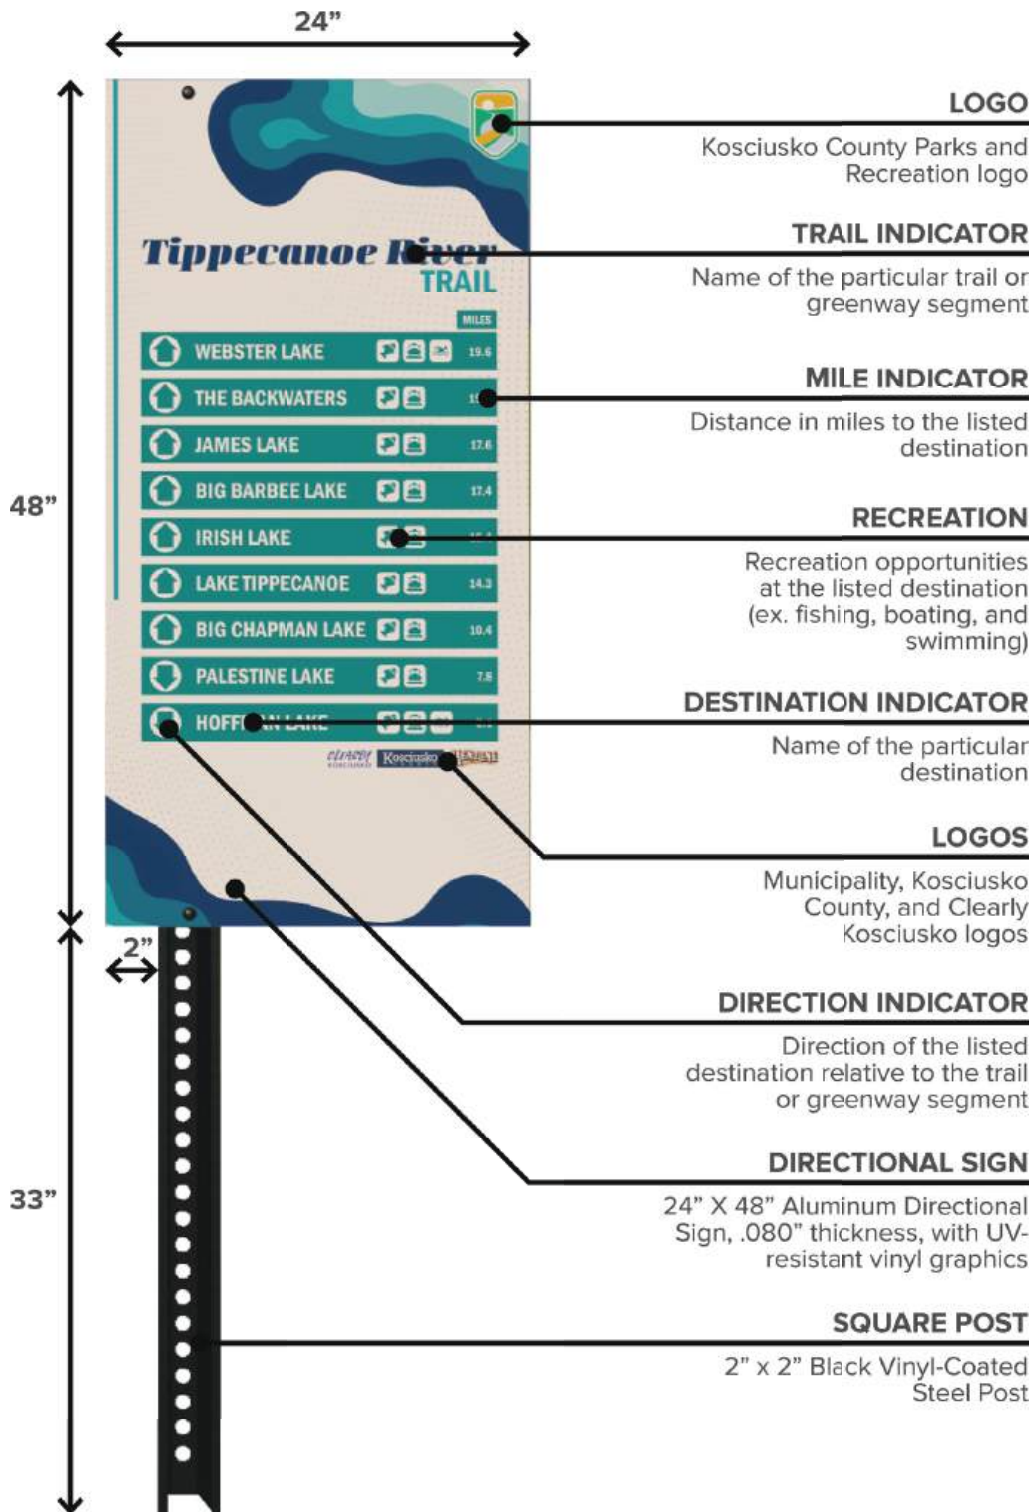 24”
48”
33”
2”
Tippecanoe River
TRAIL
MILES
WEBSTER LAKE 19.6
THE BACKWATERS
JAMES LAKE 17.6
BIG BARBEE LAKE 17.4
IRISH LAKE
LAKE TIPPECANOE 14.3
BIG CHAPMAN LAKE 10.4
PALESTINE LAKE
HOFFMAN LAKE
CLEARLY
KOSCIUSKO
Kosciusko
LOGO
Kosciusko County Parks and
Recreation logo
TRAIL INDICATOR
Name of the particular trail or
greenway segment
MILE INDICATOR
Distance in miles to the listed
destination
RECREATION
Recreation opportunities
at the listed destination
(ex. fishing, boating, and
swimming)
DESTINATION INDICATOR
Name of the particular
destination
LOGOS
Municipality, Kosciusko
County, and Clearly
Kosciusko logos
DIRECTION INDICATOR
Direction of the listed
destination relative to the trail
or greenway segment
DIRECTIONAL SIGN
24” X 48” Aluminum Directional
Sign, .080” thickness, with UV-
resistant vinyl graphics
SQUARE POST
2” x 2” Black Vinyl-Coated
Steel Post